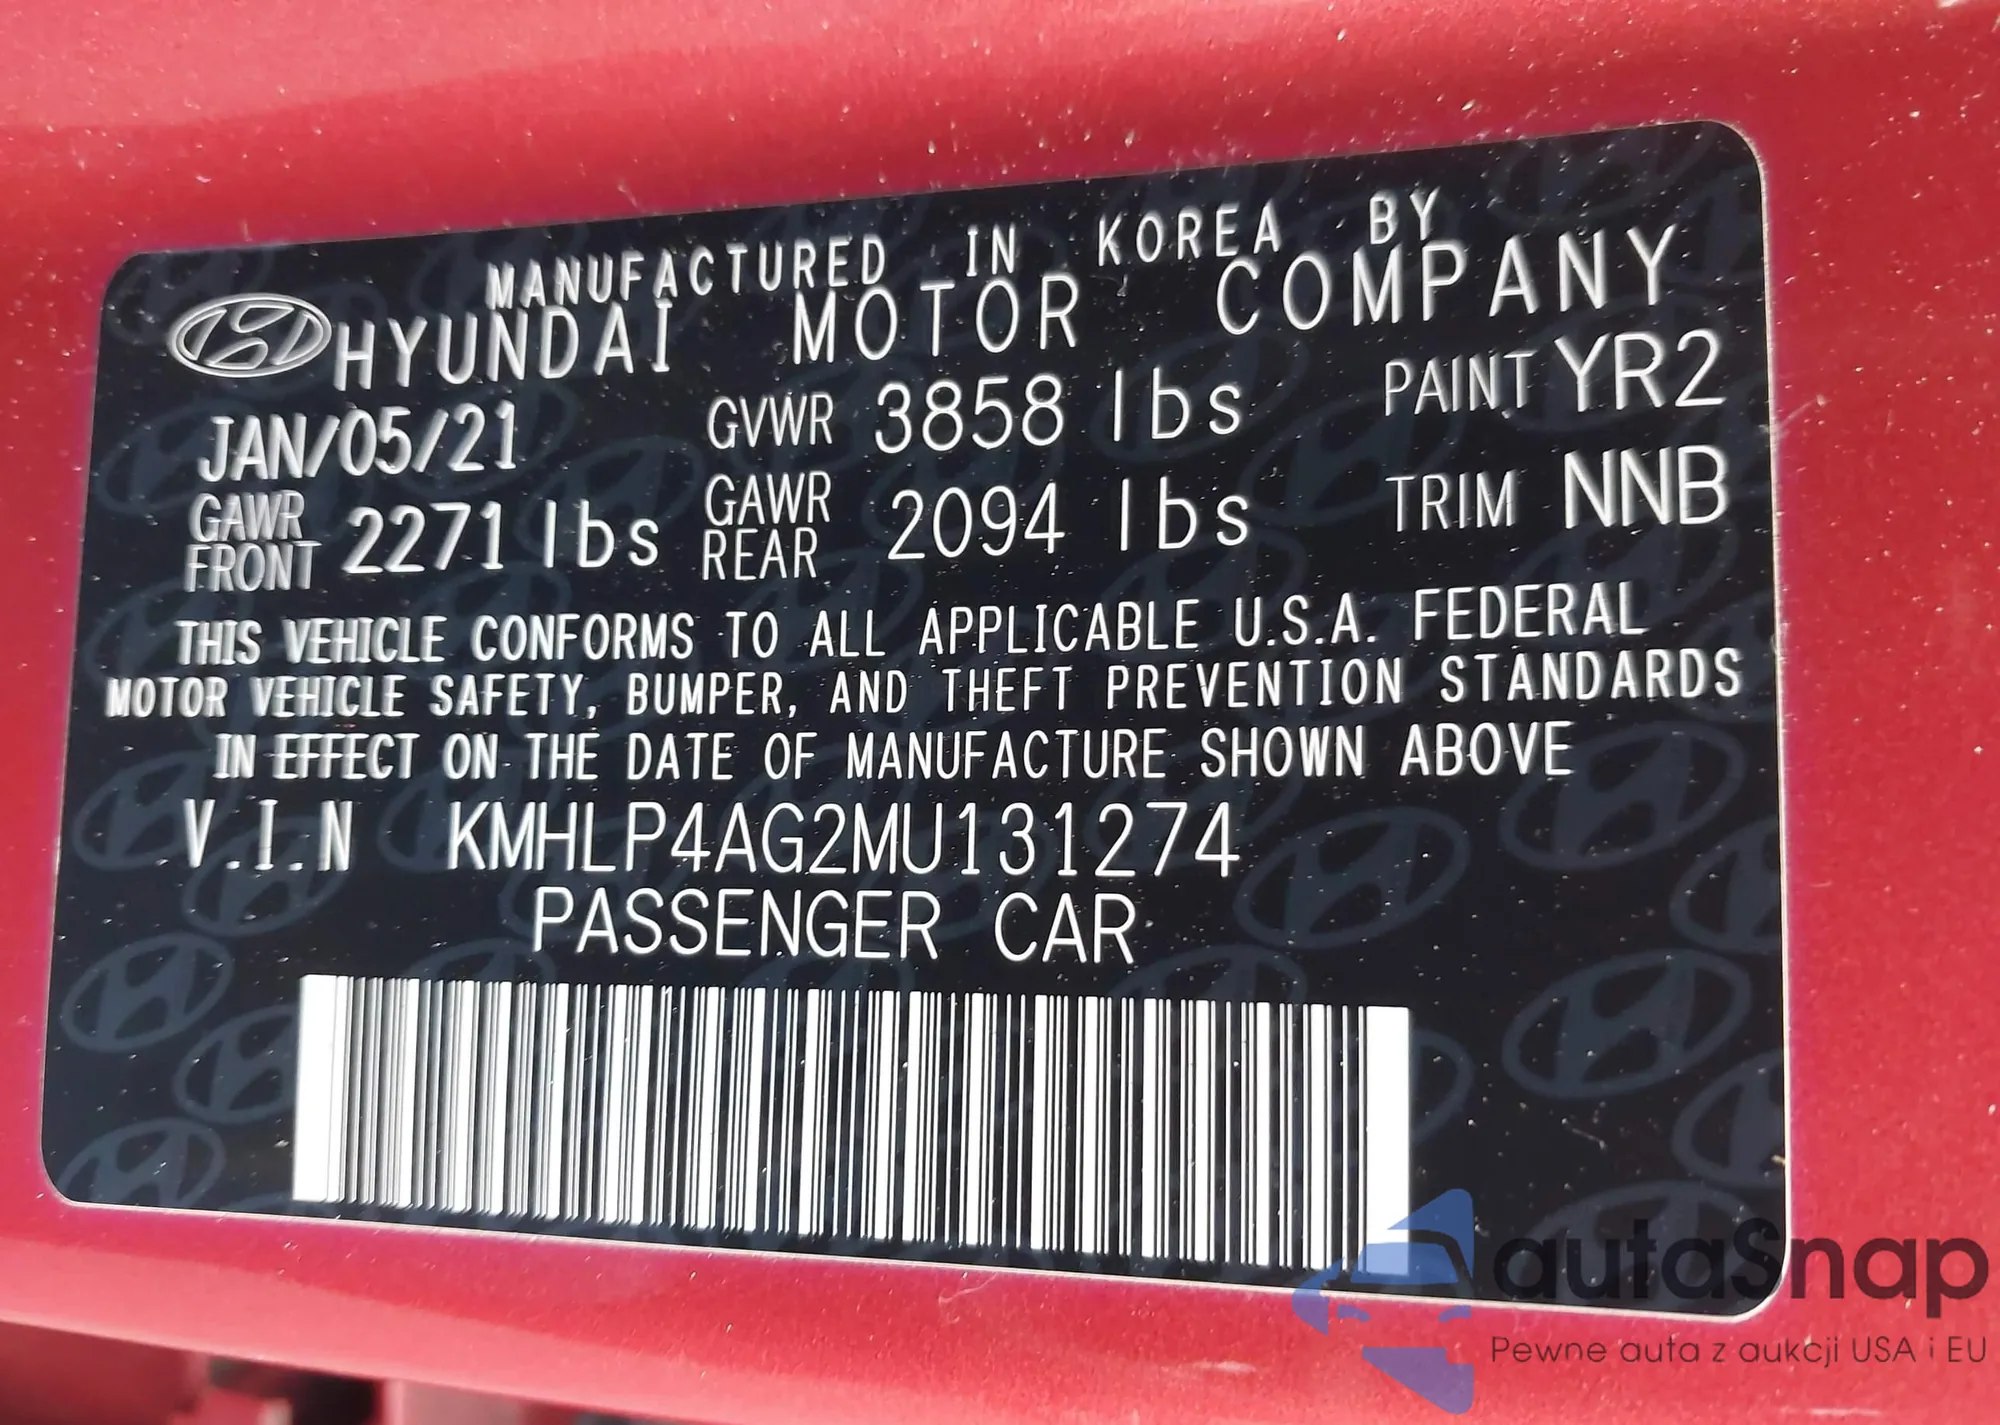 MANUFACTURED IN KOREA BY
HYUNDAI MOTOR COMPANY
JAN/05/21 GVWR 3858 lbs PAINT YR2
GAWR FRONT 2271 lbs GAWR REAR 2094 lbs TRIM NNB
THIS VEHICLE CONFORMS TO ALL APPLICABLE U.S.A. FEDERAL
MOTOR VEHICLE SAFETY, BUMPER, AND THEFT PREVENTION STANDARDS
IN EFFECT ON THE DATE OF MANUFACTURE SHOWN ABOVE
V.I.N KMHLP4AG2MU131274
PASSENGER CAR
autaSnap
Pewne auta z aukcji USA i EU